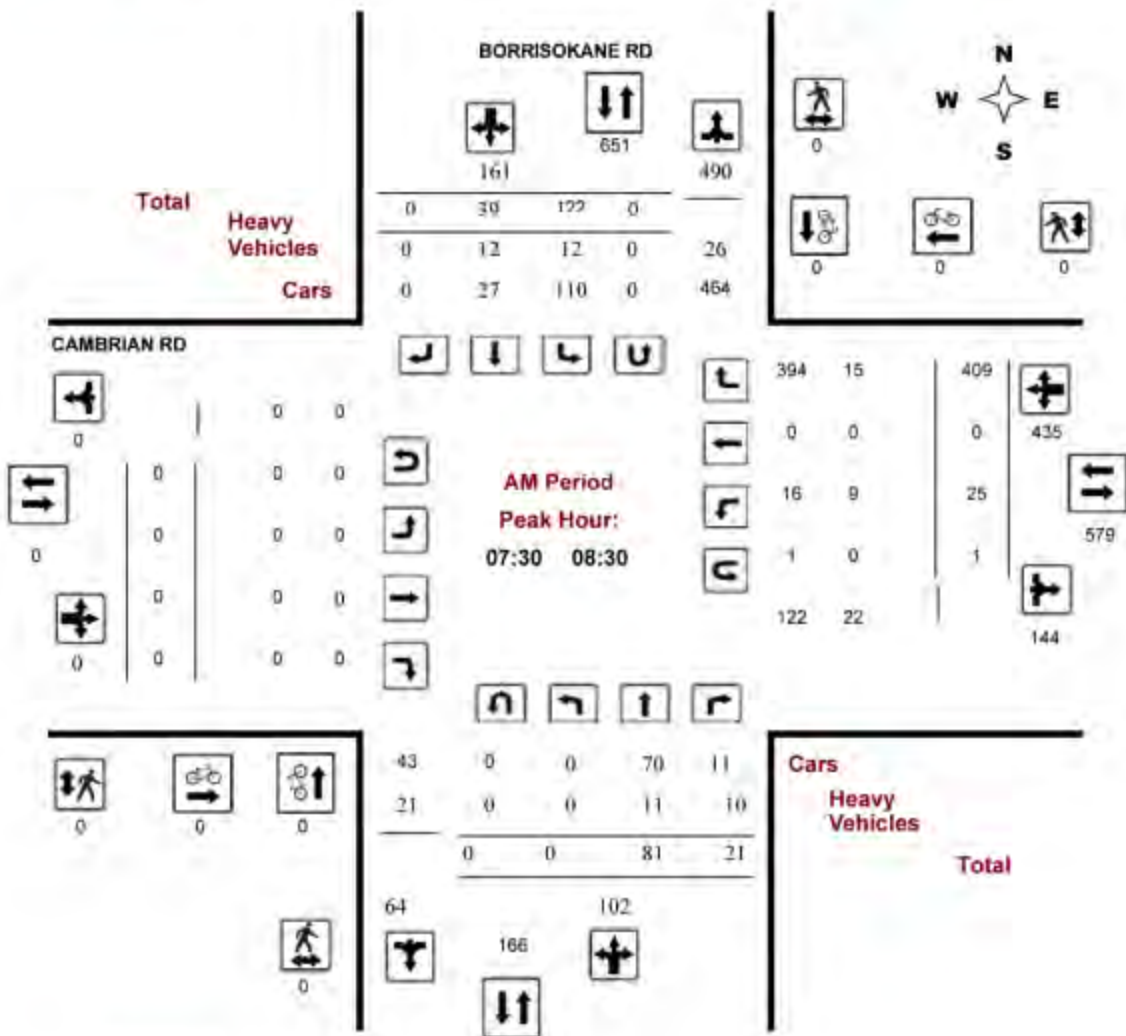 BORRISOKANE RD
N
W E
S
651
0
161 490
Total
0 39 122 0
Heavy
Vehicles
0 12 12 0 26
0 0 0
Cars
0 27 110 0 464
CAMBRIAN RD
394 15 409
0 0 0
0
0 0 0
435
0 0 0
AM Period
16 9 25
Peak Hour:
0
0 0 0
579
07:30 08:30
1 0 1
0 0 0
122 22
144
0
0 0 0
43 0 0 70 11
Cars
21 0 0 11 10
Heavy
Vehicles
0 0 0
0 0 81 21
Total
64 102
166
0